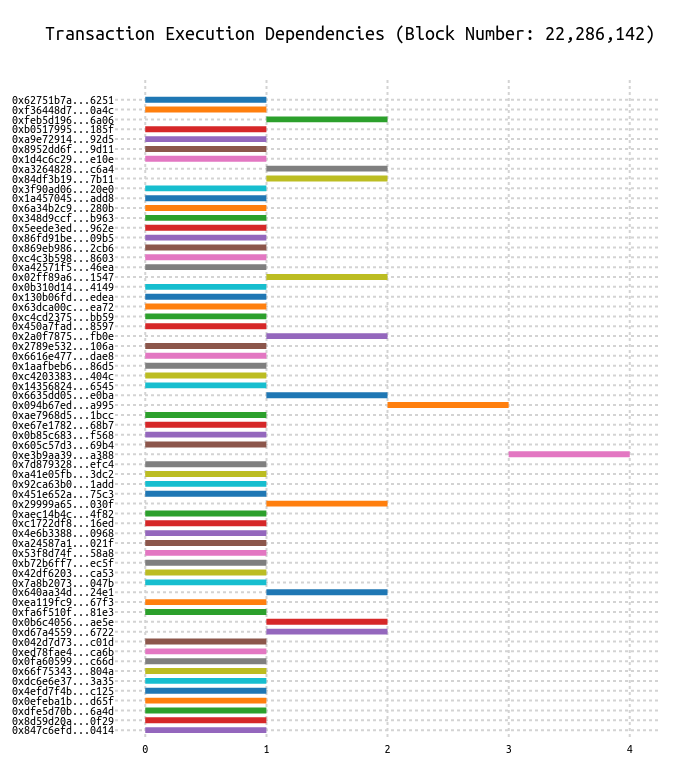 Transaction Execution Dependencies (Block Number: 22,286,142)
0x62751b7a...6251
0xf36448d7...0a4c
0xfeb5d196...6a06
0xb0517995...185f
0xa9e72914...92d5
0x8952dd6f...9d11
0x1d4c6c29...e10e
0xa3264828...c6a4
0x84df3b19...7b11
0x3f90ad06...20e0
0x1a457045...add8
0x6a34b2c9...280b
0x348d9ccf...b963
0x5eede3ed...962e
0x86fd91be...09b5
0x869eb986...2cb6
0xc4c3b598...8603
0xa42571f5...46ea
0x02ff89a6...1547
0x0b310d14...4149
0x130b06fd...edea
0x63dca00c...ea72
0xc4cd2375...bb59
0x450a7fad...8597
0x2a0f7875...fb0e
0x2789e532...106a
0x6616e477...dae8
0x1aafbeb6...86d5
0xc4203383...404c
0x14356824...6545
0x6635dd05...e0ba
0x094b67ed...a995
0xae7968d5...1bcc
0xe67e1782...68b7
0x0b85c683...f568
0x605c57d3...69b4
0xe3b9aa39...a388
0x7d879328...efc4
0xa41e05fb...3dc2
0x92ca63b0...1add
0x451e652a...75c3
0x29999a65...030f
0xaec14b4c...4f82
0xc1722df8...16ed
0x4e6b3388...0968
0xa24587a1...021f
0x53f8d74f...58a8
0xb72b6ff7...ec5f
0x42df6203...ca53
0x7a8b2073...047b
0x640aa34d...24e1
0xea119fc9...67f3
0xfa6f510f...81e3
0x0b6c4056...ae5e
0xd67a4559...6722
0x042d7d73...c01d
0xed78fae4...ca6b
0x0fa60599...c66d
0x66f75343...804a
0xdc6e6e37...3a35
0x4efd7f4b...c125
0x0efeba1b...d65f
0xdfe5d70b...6a4d
0x8d59d20a...0f29
0x847c6efd...0414
0 1 2 3 4